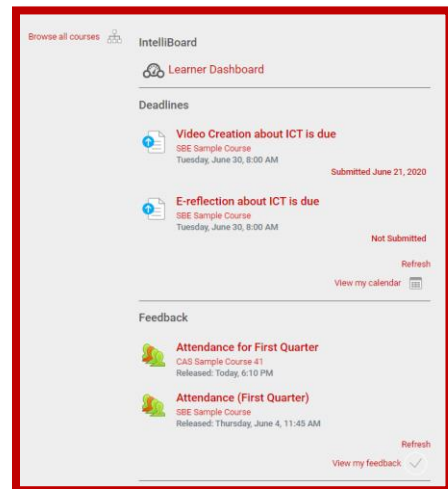 Browse all courses
IntelliBoard
Learner Dashboard
Deadlines
Video Creation about ICT is due
SBE Sample Course
Tuesday, June 30, 8:00 AM
Submitted June 21, 2020
E-reflection about ICT is due
SBE Sample Course
Tuesday, June 30, 8:00 AM
Not Submitted
Refresh
View my calendar
Feedback
Attendance for First Quarter
CAS Sample Course 41
Released: Today, 6:10 PM
Attendance (First Quarter)
SBE Sample Course
Released: Thursday, June 4, 11:45 AM
Refresh
View my feedback